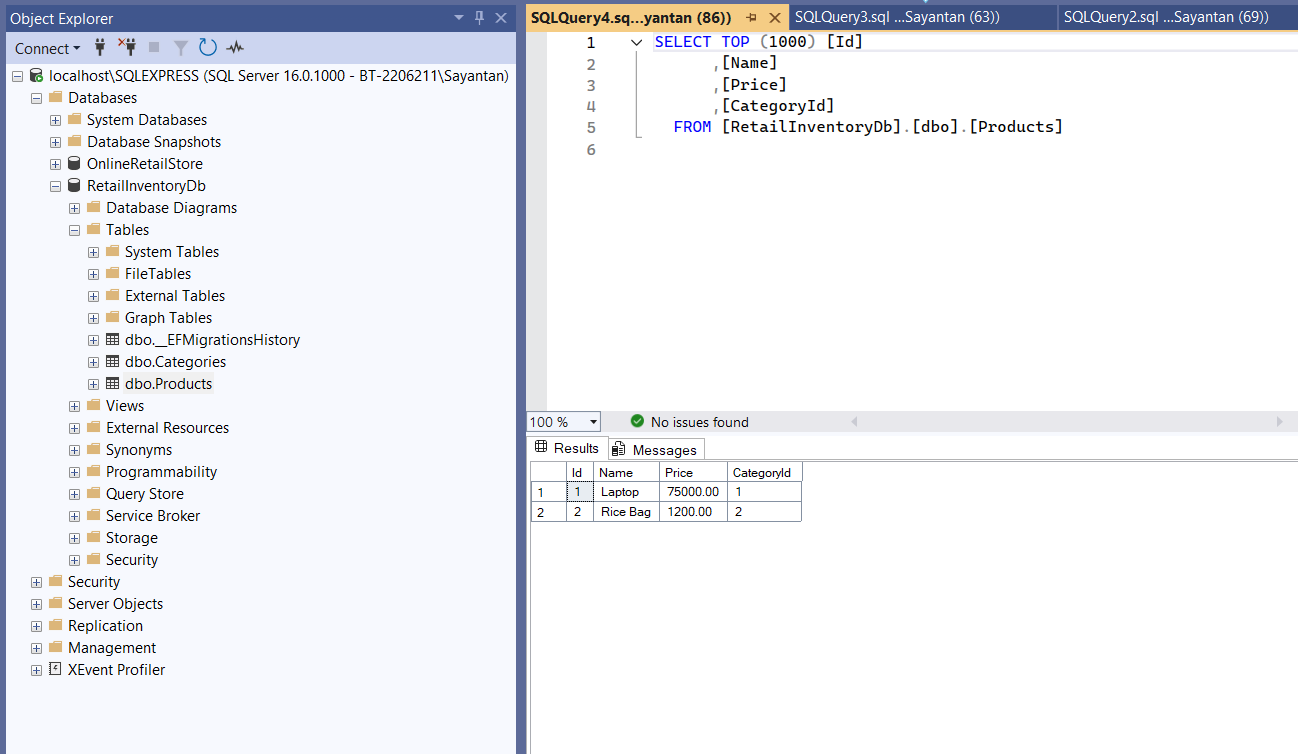 Object Explorer
Connect
localhost\SQLEXPRESS (SQL Server 16.0.1000 - BT-2206211\Sayantan)
Databases
System Databases
Database Snapshots
OnlineRetailStore
RetailInventoryDb
Database Diagrams
Tables
System Tables
FileTables
External Tables
Graph Tables
dbo.__EFMigrationsHistory
dbo.Categories
dbo.Products
Views
External Resources
Synonyms
Programmability
Query Store
Service Broker
Storage
Security
Security
Server Objects
Replication
Management
XEvent Profiler
SQLQuery4.sq...yantan (86)) SQLQuery3.sql ...Sayantan (63)) SQLQuery2.sql ...Sayantan (69))
1 SELECT TOP (1000) [Id]
2 ,[Name]
3 ,[Price]
4 ,[CategoryId]
5 FROM [RetailInventoryDb].[dbo].[Products]
6
100 % No issues found
Results Messages
Id Name Price CategoryId
1 1 Laptop 75000.00 1
2 2 Rice Bag 1200.00 2